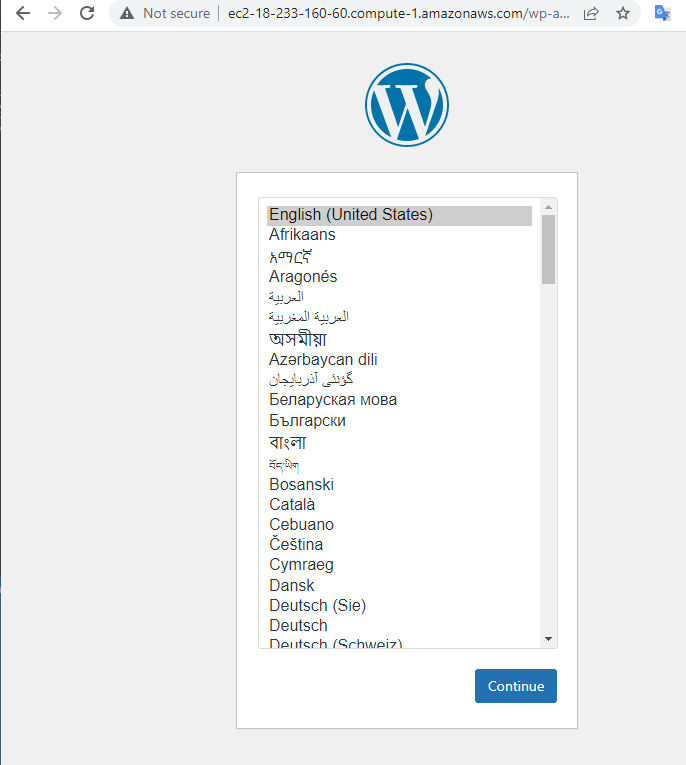 Not secure
ec2-18-233-160-60.compute-1.amazonaws.com/wp-a...
English (United States)
Afrikaans
አማርኛ
Aragonés
العربية
العربية المغربية
অসমীয়া
Azərbaycan dili
گؤنئی آذربایجان
Беларуская мова
Български
বাংলা
བོད་ཡིག
Bosanski
Català
Cebuano
Čeština
Cymraeg
Dansk
Deutsch (Sie)
Deutsch
Deutsch (Schweiz)
Continue